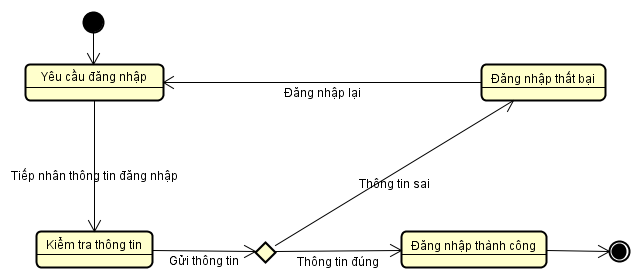 Yêu cầu đăng nhập
Đăng nhập thất bại
Đăng nhập lại
Tiếp nhân thông tin đăng nhập
Thông tin sai
Kiểm tra thông tin
Đăng nhập thành công
Gửi thông tin
Thông tin đúng